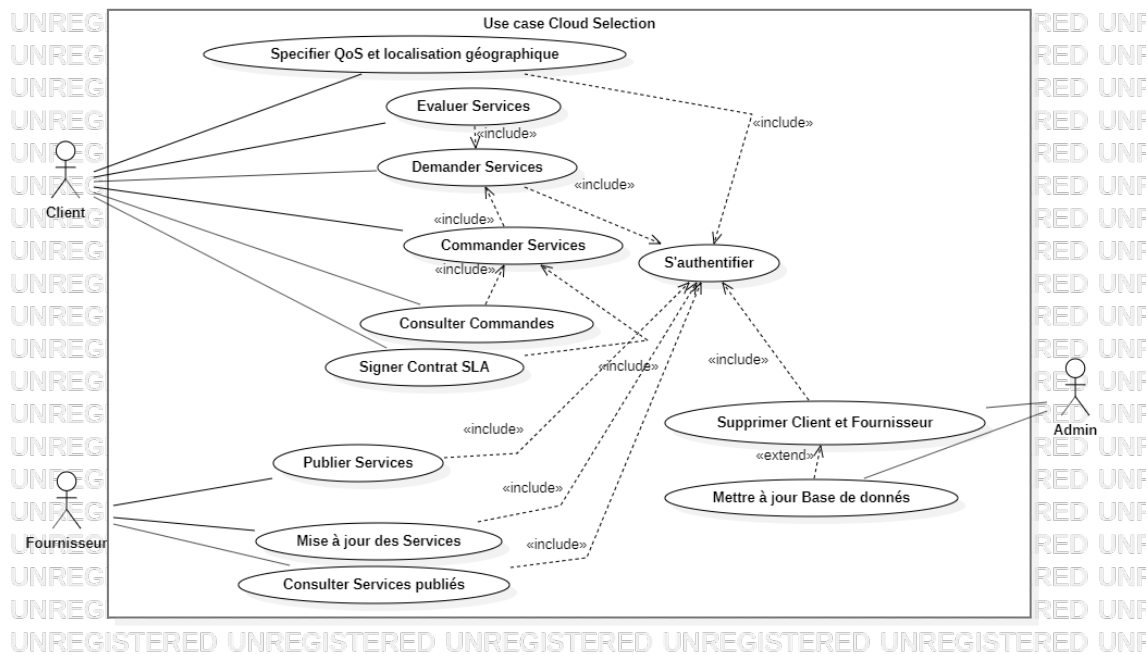 Use case Cloud Selection
Specifier QoS et localisation géographique
Evaluer Services
«include»
«include»
Demander Services
«include»
Client
«include»
Commander Services
«include»
S'authentifier
Consulter Commandes
Signer Contrat SLA
«include»
«include»
Supprimer Client et Fournisseur
Admin
«include»
«extend»
Publier Services
«include»
Mettre à jour Base de donnés
Fournisseur
Mise à jour des Services
«include»
Consulter Services publiés
UNREGISTERED UNREGISTERED UNREGISTERED UNREGISTERED UNREGISTERED UNR